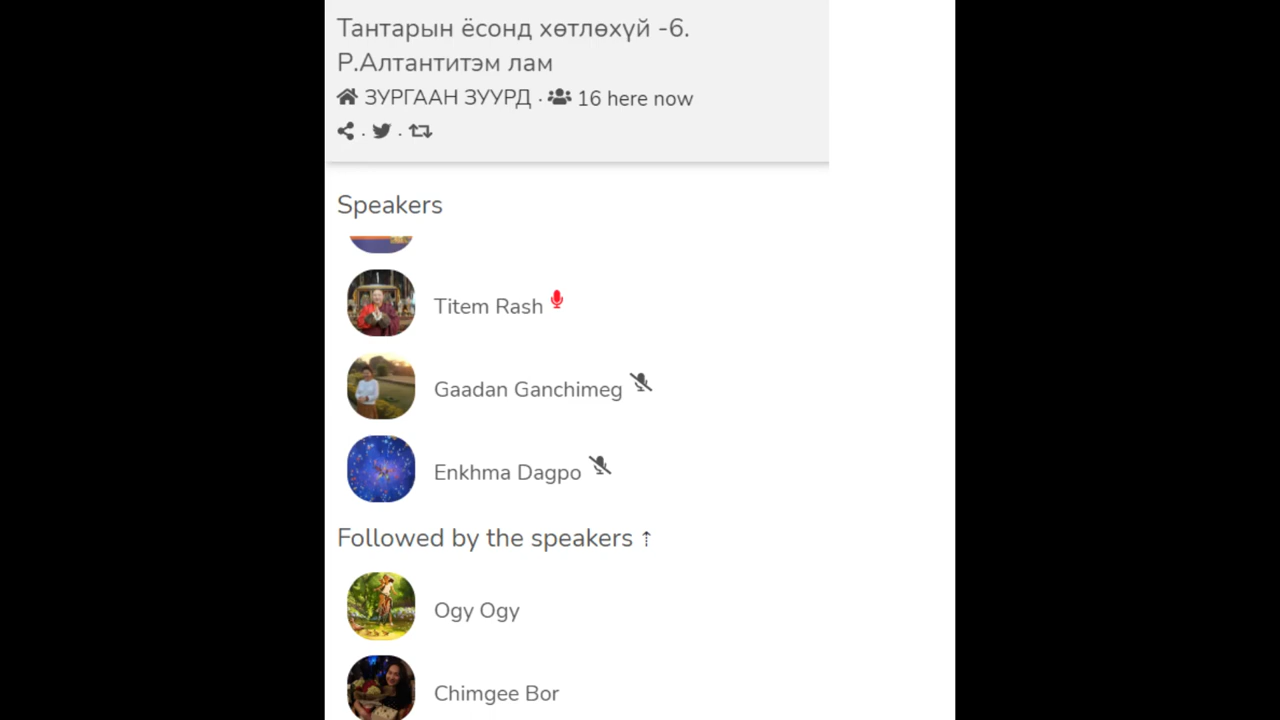 Тантарын ёсонд хөтлөхүй -6.
Р.Алтантитэм лам
ЗУРГААН ЗУУРД · 16 here now
Speakers
Titem Rash
Gaadan Ganchimeg
Enkhma Dagpo
Followed by the speakers ⇡
Ogy Ogy
Chimgee Bor